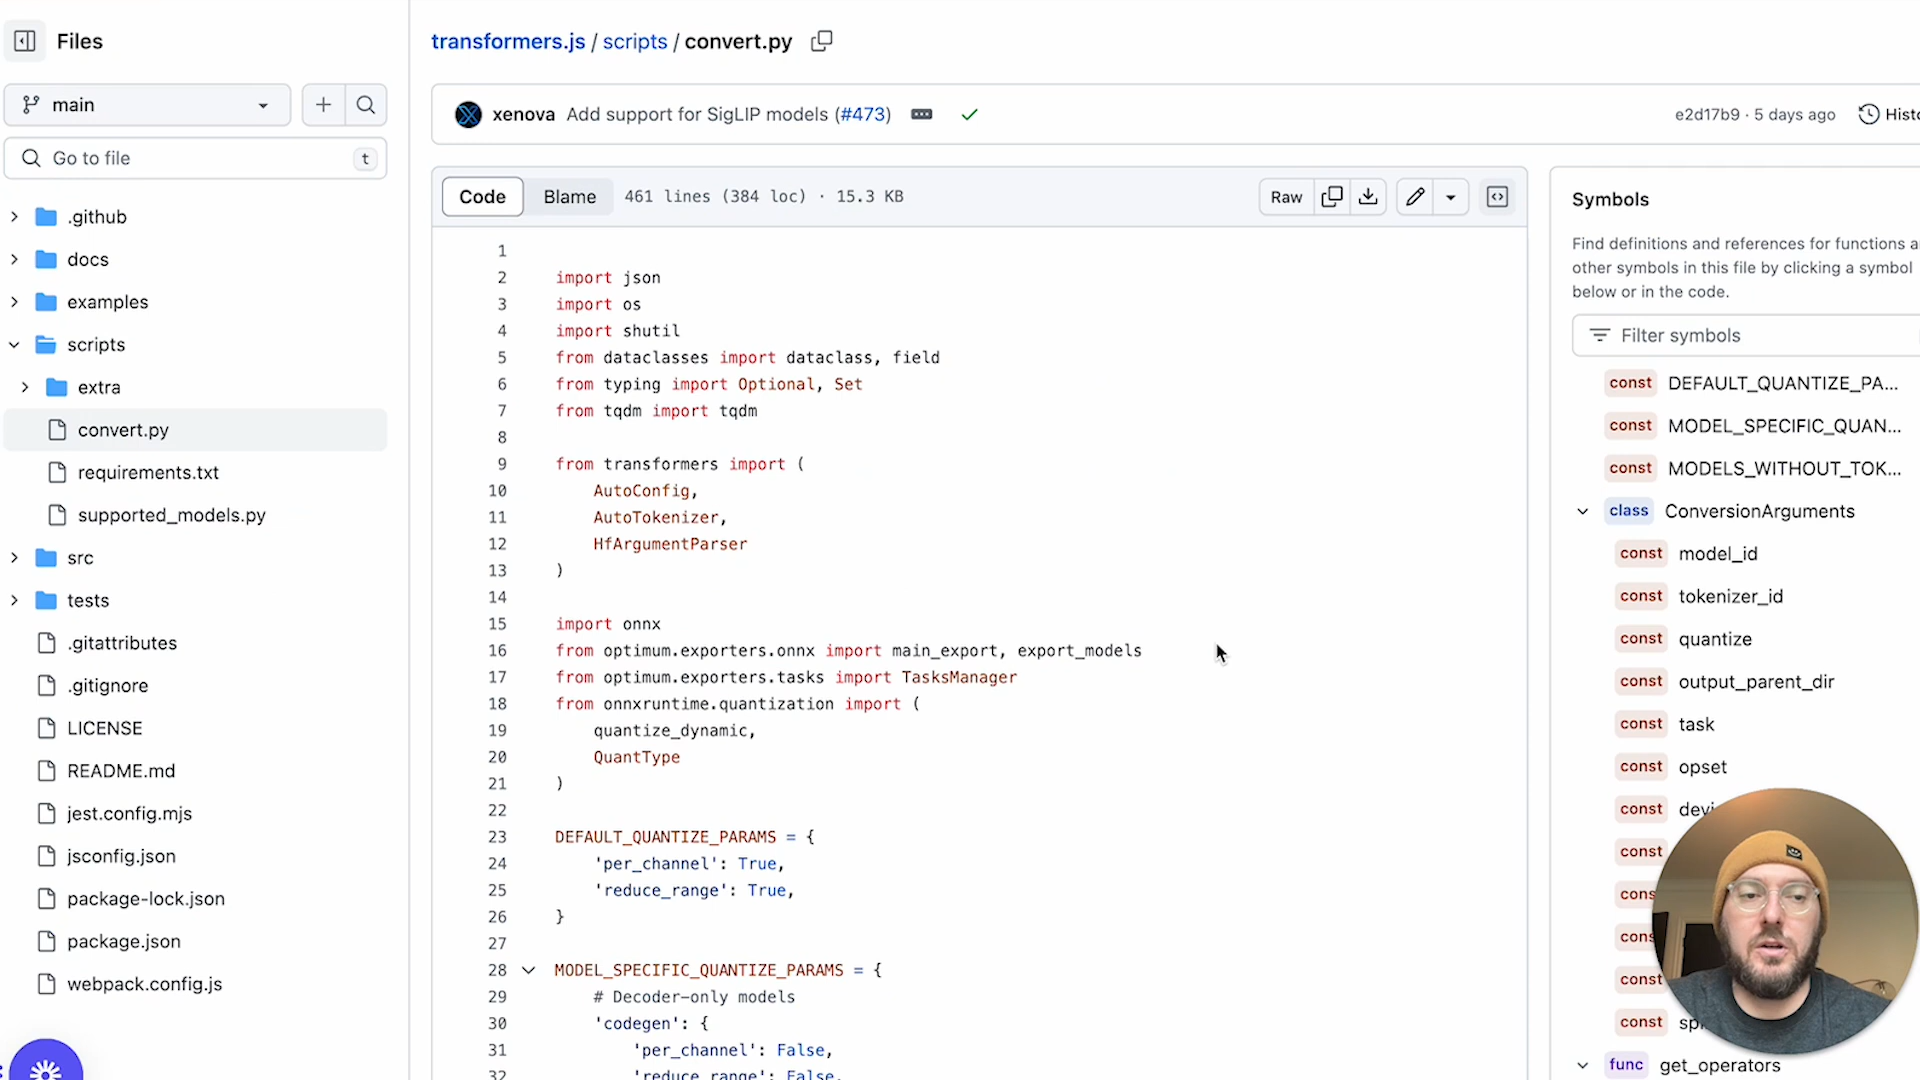 Files
main
Go to file
t
.github
docs
examples
scripts
extra
convert.py
requirements.txt
supported_models.py
src
tests
.gitattributes
.gitignore
LICENSE
README.md
jest.config.mjs
jsconfig.json
package-lock.json
package.json
webpack.config.js
transformers.js / scripts / convert.py
xenova Add support for SigLIP models (#473)
e2d17b9 · 5 days ago
Code Blame 461 lines (384 loc) · 15.3 KB
Raw
1
2 import json
3 import os
4 import shutil
5 from dataclasses import dataclass, field
6 from typing import Optional, Set
7 from tqdm import tqdm
8
9 from transformers import (
10 AutoConfig,
11 AutoTokenizer,
12 HfArgumentParser
13 )
14
15 import onnx
16 from optimum.exporters.onnx import main_export, export_models
17 from optimum.exporters.tasks import TasksManager
18 from onnxruntime.quantization import (
19 quantize_dynamic,
20 QuantType
21 )
22
23 DEFAULT_QUANTIZE_PARAMS = {
24 'per_channel': True,
25 'reduce_range': True,
26 }
27
28 MODEL_SPECIFIC_QUANTIZE_PARAMS = {
29 # Decoder-only models
30 'codegen': {
31 'per_channel': False,
32 'reduce_range': False,
Symbols
Find definitions and references for functions
other symbols in this file by clicking a symbol
below or in the code.
Filter symbols
const DEFAULT_QUANTIZE_PA...
const MODEL_SPECIFIC_QUAN...
const MODELS_WITHOUT_TOK...
class ConversionArguments
const model_id
const tokenizer_id
const quantize
const output_parent_dir
const task
const opset
const
const
const
func get_operators